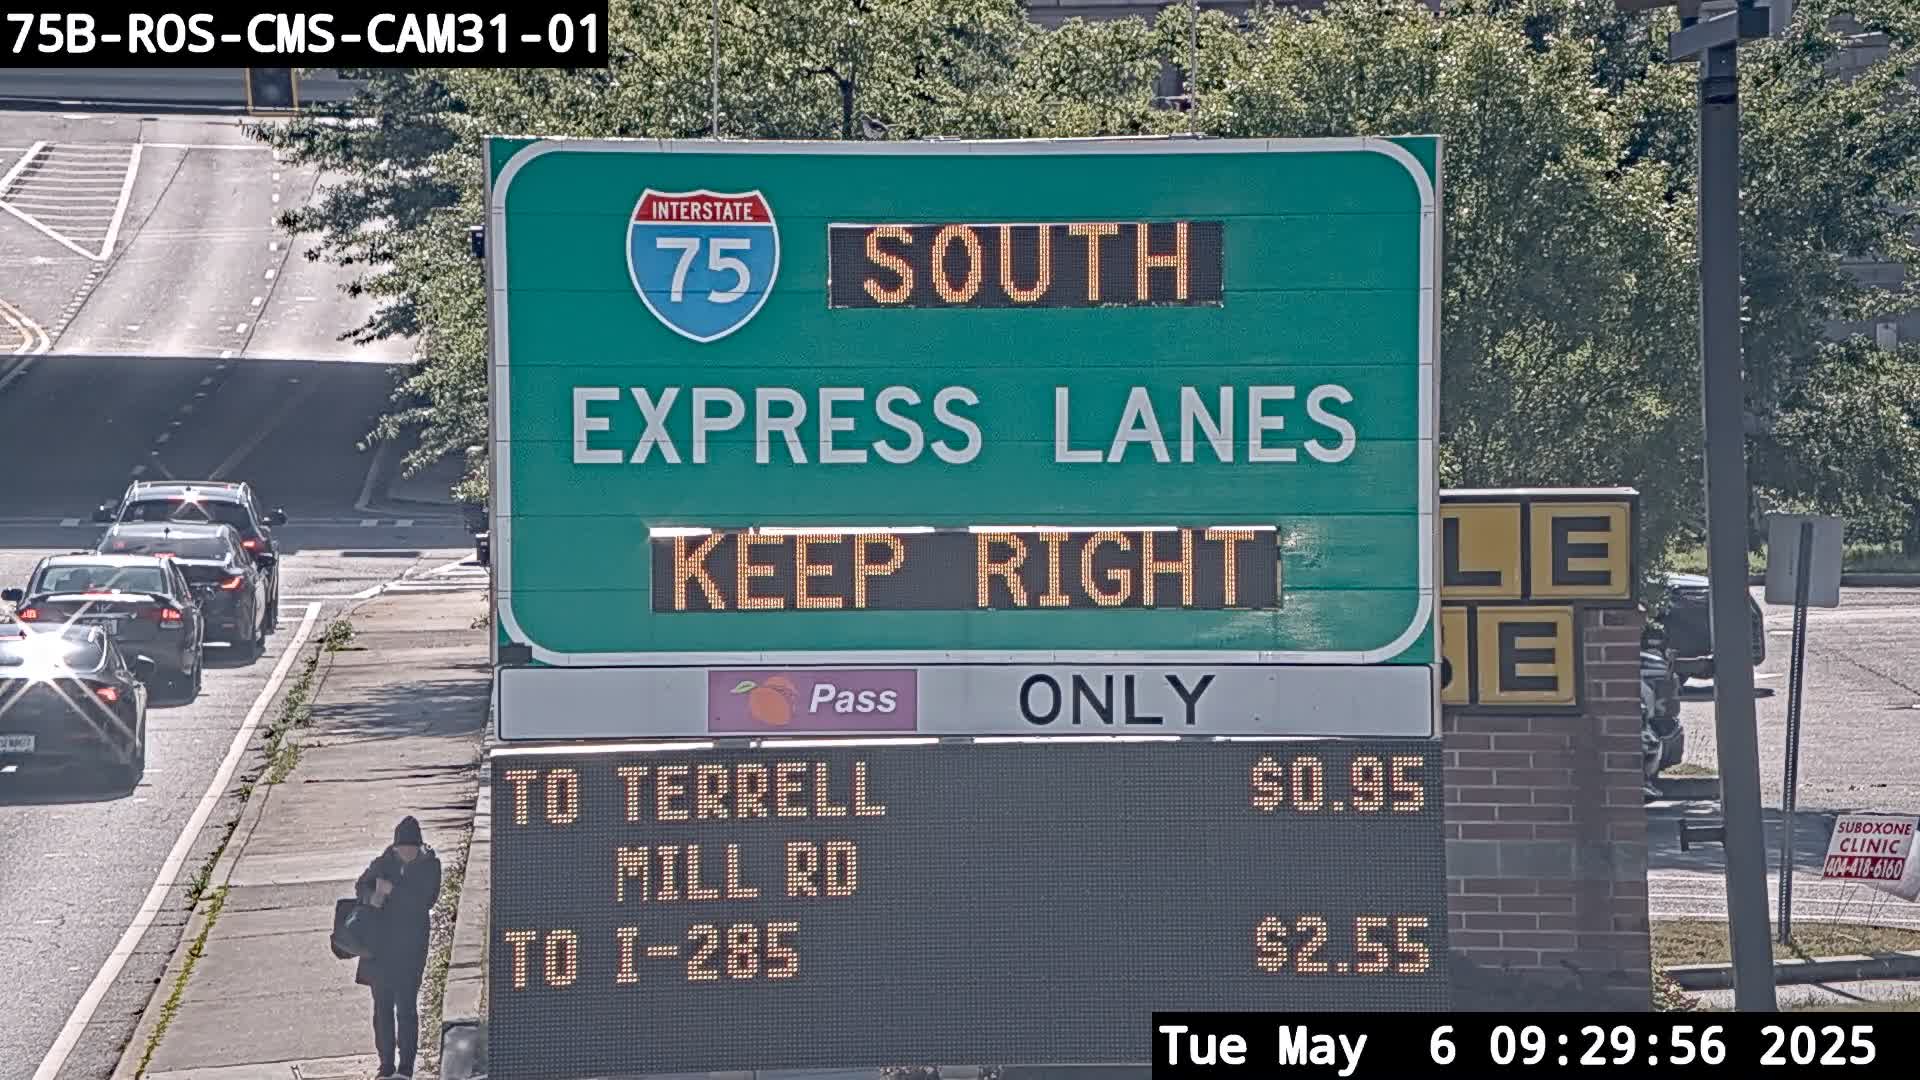 75B-ROS-CMS-CAM31-01
INTERSTATE
75
SOUTH
EXPRESS LANES
KEEP RIGHT
Pass ONLY
TO TERRELL $0.95
MILL RD
TO I-285 $2.55
LE
E
SUBOXONE
CLINIC
404-418-6160
Tue May 6 09:29:56 2025